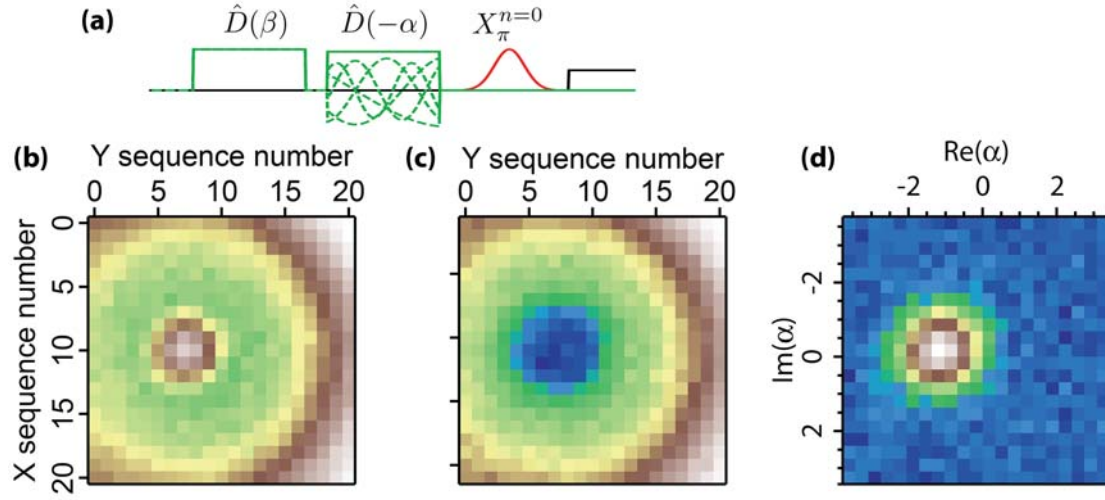 (a)
D̂(β) D̂(−α) X_π^{n=0}
(b) Y sequence number
0 5 10 15 20
X sequence number
0
5
10
15
20
(c) Y sequence number
0 5 10 15 20
(d) Re(α)
-2 0 2
Im(α)
-2
0
2